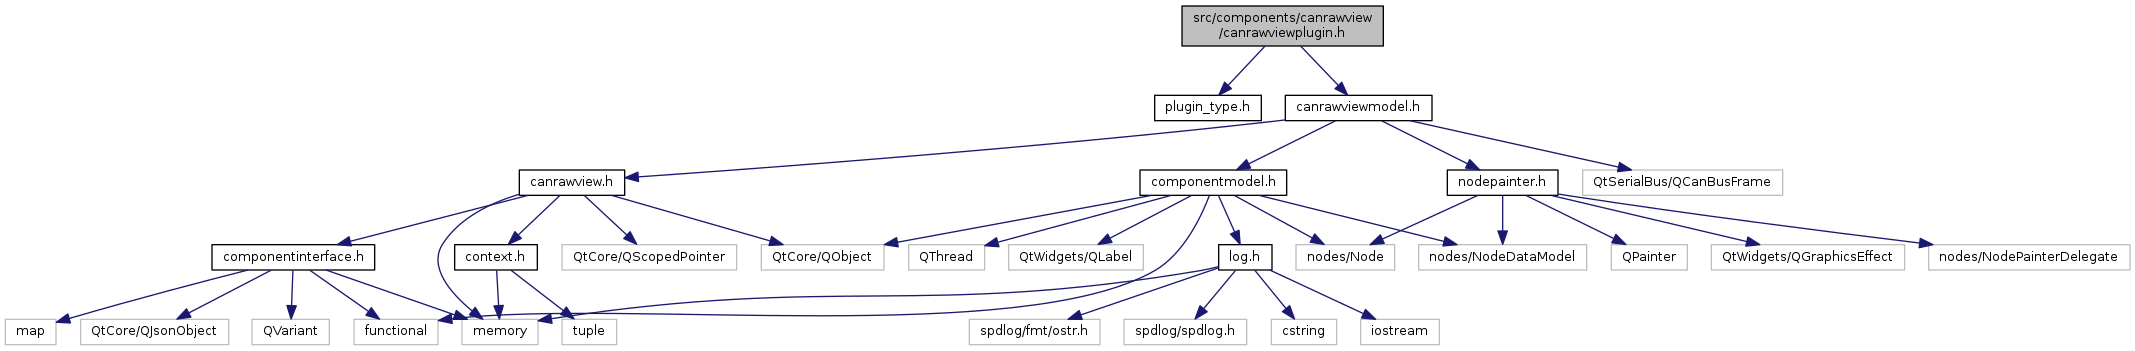 src/components/canrawview
/canrawviewplugin.h
plugin_type.h
canrawviewmodel.h
canrawview.h
componentmodel.h
nodepainter.h
QtSerialBus/QCanBusFrame
componentinterface.h
context.h
QtCore/QScopedPointer
QtCore/QObject
QThread
QtWidgets/QLabel
log.h
nodes/Node
nodes/NodeDataModel
QPainter
QtWidgets/QGraphicsEffect
nodes/NodePainterDelegate
map
QtCore/QJsonObject
QVariant
functional
memory
tuple
spdlog/fmt/ostr.h
spdlog/spdlog.h
cstring
iostream